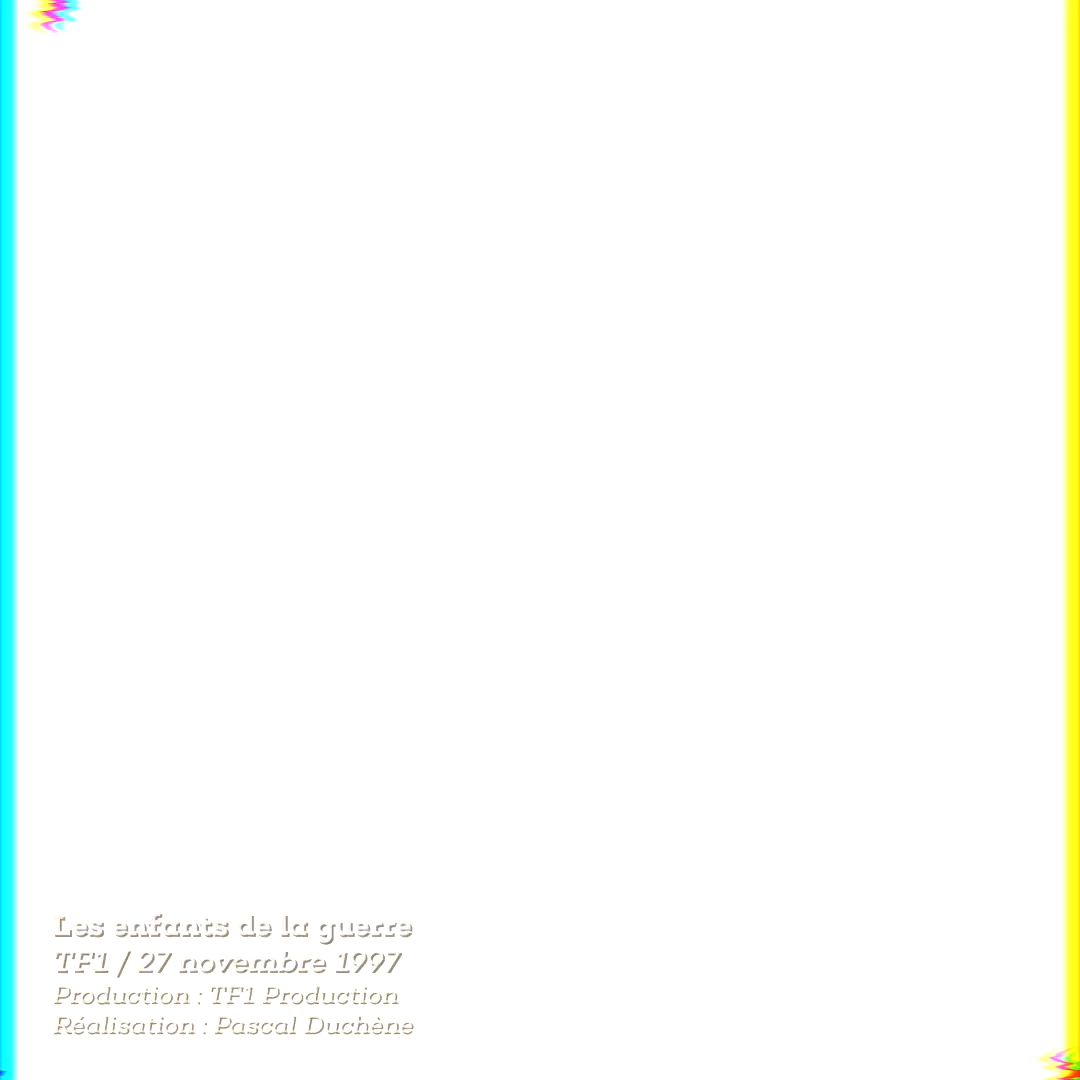 Les enfants de la guerre
TF1 / 27 novembre 1997
Production : TF1 Production
Réalisation : Pascal Duchène